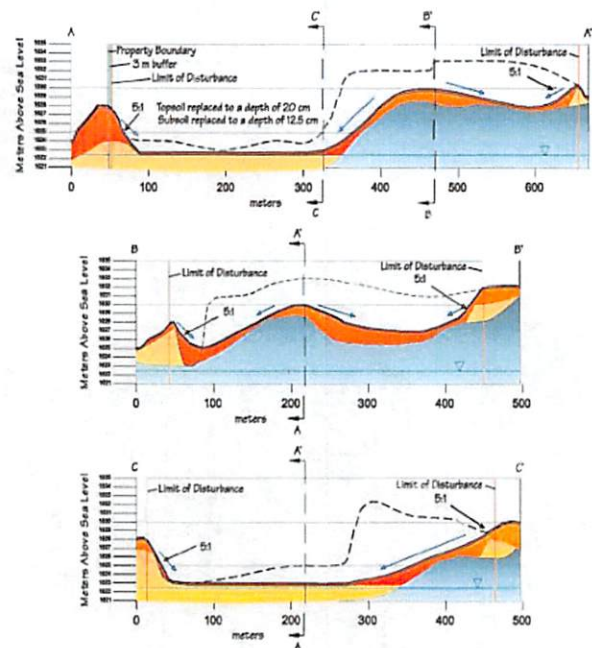 A
C'
B'
A'
Property Boundary
3 m buffer
Limit of Disturbance
Limit of Disturbance
5:1
5:1
Topsoil replaced to a depth of 20 cm
Subsoil replaced to a depth of 12.5 cm
Meters Above Sea Level
0 100 200 300 400 500 600
meters
C
B
B
A'
B'
Limit of Disturbance
Limit of Disturbance
5:1
5:1
Meters Above Sea Level
0 100 200 300 400 500
meters
A
C
A'
C'
Limit of Disturbance
Limit of Disturbance
5:1
5:1
Meters Above Sea Level
0 100 200 300 400 500
meters
A